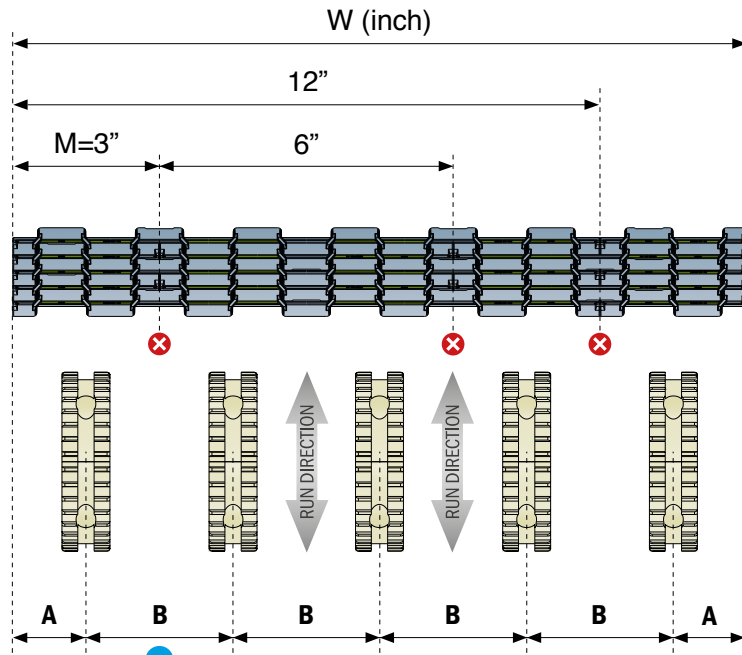 W (inch)
12”
M=3”
6”
RUN DIRECTION
RUN DIRECTION
A
B
B
B
B
A